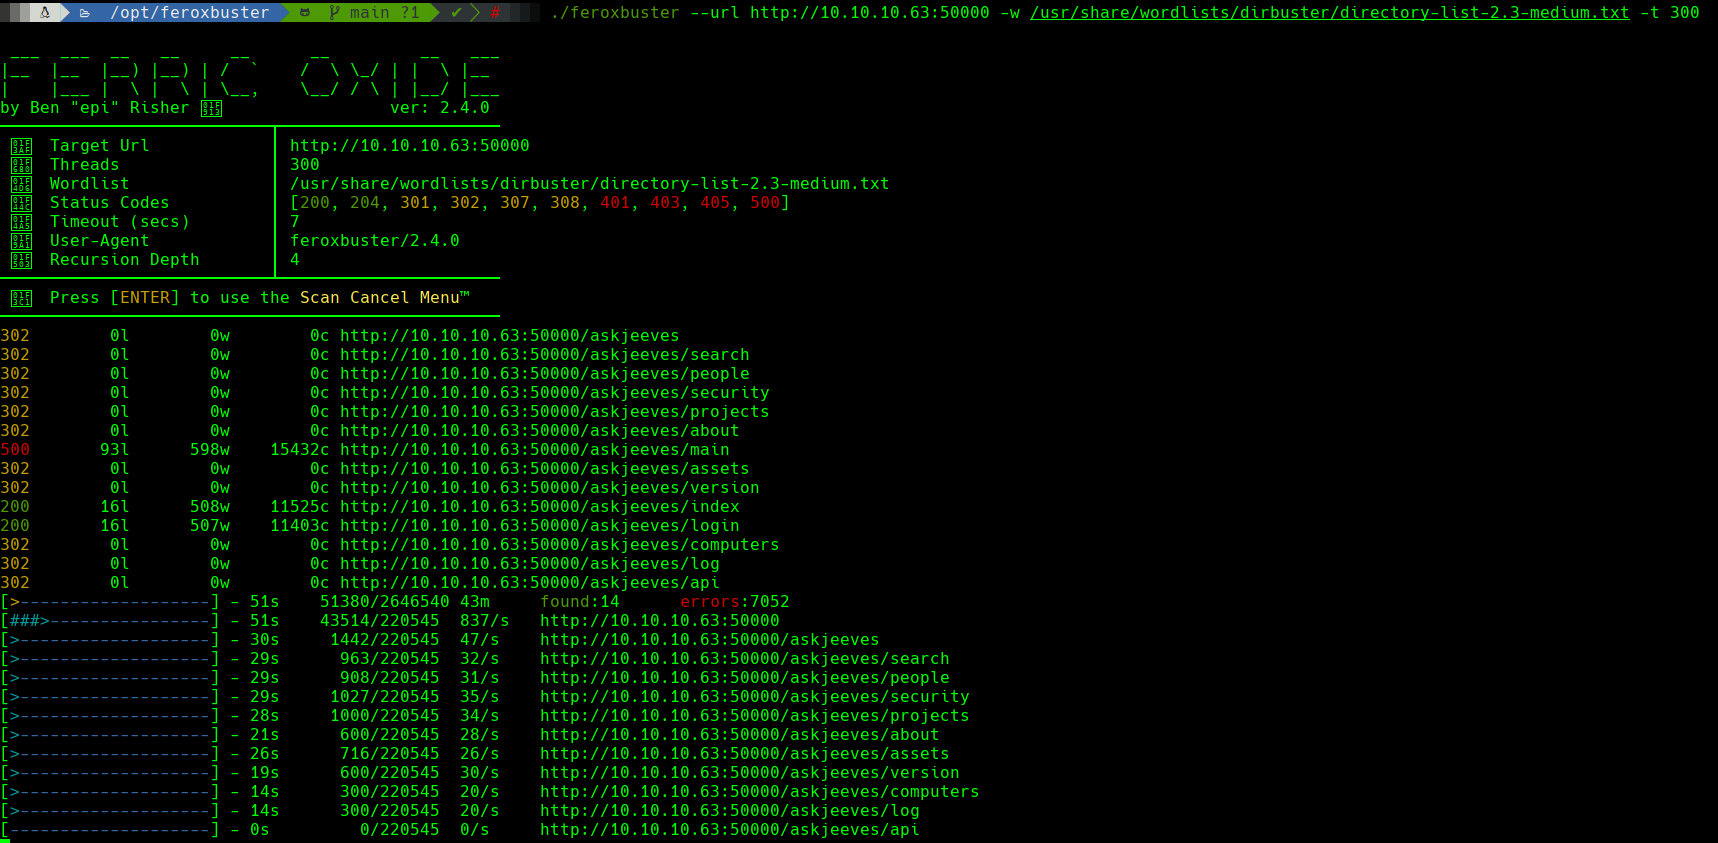 /opt/feroxbuster main ?1 ✔ # ./feroxbuster --url http://10.10.10.63:50000 -w /usr/share/wordlists/dirbuster/directory-list-2.3-medium.txt -t 300
 ___  ___  __   __     __      __         __   ___
|__  |__  |__) |__) | /  `    /  \ \_/ | |  \ |__
|    |___ |  \ |  \ | \__,    \__/ / \ | |__/ |___
by Ben "epi" Risher ver: 2.4.0
Target Url │ http://10.10.10.63:50000
Threads │ 300
Wordlist │ /usr/share/wordlists/dirbuster/directory-list-2.3-medium.txt
Status Codes │ [200, 204, 301, 302, 307, 308, 401, 403, 405, 500]
Timeout (secs) │ 7
User-Agent │ feroxbuster/2.4.0
Recursion Depth │ 4
Press [ENTER] to use the Scan Cancel Menu™
302 0l 0w 0c http://10.10.10.63:50000/askjeeves
302 0l 0w 0c http://10.10.10.63:50000/askjeeves/search
302 0l 0w 0c http://10.10.10.63:50000/askjeeves/people
302 0l 0w 0c http://10.10.10.63:50000/askjeeves/security
302 0l 0w 0c http://10.10.10.63:50000/askjeeves/projects
302 0l 0w 0c http://10.10.10.63:50000/askjeeves/about
500 93l 598w 15432c http://10.10.10.63:50000/askjeeves/main
302 0l 0w 0c http://10.10.10.63:50000/askjeeves/assets
302 0l 0w 0c http://10.10.10.63:50000/askjeeves/version
200 16l 508w 11525c http://10.10.10.63:50000/askjeeves/index
200 16l 507w 11403c http://10.10.10.63:50000/askjeeves/login
302 0l 0w 0c http://10.10.10.63:50000/askjeeves/computers
302 0l 0w 0c http://10.10.10.63:50000/askjeeves/log
302 0l 0w 0c http://10.10.10.63:50000/askjeeves/api
[>-------------------] - 51s 51380/2646540 43m found:14 errors:7052
[###>----------------] - 51s 43514/220545 837/s http://10.10.10.63:50000
[>-------------------] - 30s 1442/220545 47/s http://10.10.10.63:50000/askjeeves
[>-------------------] - 29s 963/220545 32/s http://10.10.10.63:50000/askjeeves/search
[>-------------------] - 29s 908/220545 31/s http://10.10.10.63:50000/askjeeves/people
[>-------------------] - 29s 1027/220545 35/s http://10.10.10.63:50000/askjeeves/security
[>-------------------] - 28s 1000/220545 34/s http://10.10.10.63:50000/askjeeves/projects
[>-------------------] - 21s 600/220545 28/s http://10.10.10.63:50000/askjeeves/about
[>-------------------] - 26s 716/220545 26/s http://10.10.10.63:50000/askjeeves/assets
[>-------------------] - 19s 600/220545 30/s http://10.10.10.63:50000/askjeeves/version
[>-------------------] - 14s 300/220545 20/s http://10.10.10.63:50000/askjeeves/computers
[>-------------------] - 14s 300/220545 20/s http://10.10.10.63:50000/askjeeves/log
[--------------------] - 0s 0/220545 0/s http://10.10.10.63:50000/askjeeves/api